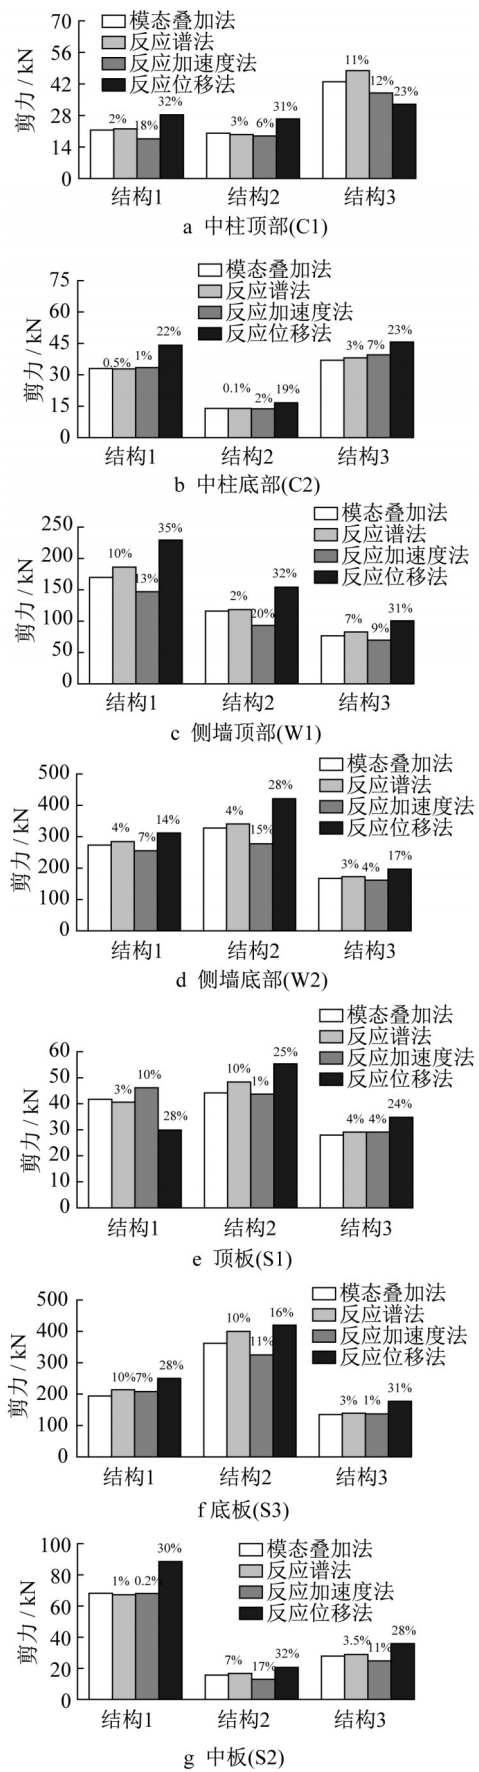 70
56
42
28
14
0
剪力 / kN
模态叠加法
反应谱法
反应加速度法
反应位移法
2%
18%
32%
3%
6%
31%
11%
12%
23%
结构1
结构2
结构3
a 中柱顶部(C1)
75
60
45
30
15
0
剪力 / kN
模态叠加法
反应谱法
反应加速度法
反应位移法
0.5%
1%
22%
0.1%
2%
19%
3%
7%
23%
结构1
结构2
结构3
b 中柱底部(C2)
250
200
150
100
50
0
剪力 / kN
模态叠加法
反应谱法
反应加速度法
反应位移法
10%
13%
35%
2%
20%
32%
7%
9%
31%
结构1
结构2
结构3
c 侧墙顶部(W1)
500
400
300
200
100
0
剪力 / kN
模态叠加法
反应谱法
反应加速度法
反应位移法
4%
7%
14%
4%
15%
28%
3%
4%
17%
结构1
结构2
结构3
d 侧墙底部(W2)
60
50
40
30
20
10
0
剪力 / kN
模态叠加法
反应谱法
反应加速度法
反应位移法
3%
10%
28%
10%
1%
25%
4%
4%
24%
结构1
结构2
结构3
e 顶板(S1)
500
400
300
200
100
0
剪力 / kN
模态叠加法
反应谱法
反应加速度法
反应位移法
10%
7%
28%
10%
11%
16%
3%
1%
31%
结构1
结构2
结构3
f 底板(S3)
100
80
60
40
20
0
剪力 / kN
模态叠加法
反应谱法
反应加速度法
反应位移法
1%
0.2%
30%
7%
17%
32%
3.5%
11%
28%
结构1
结构2
结构3
g 中板(S2)